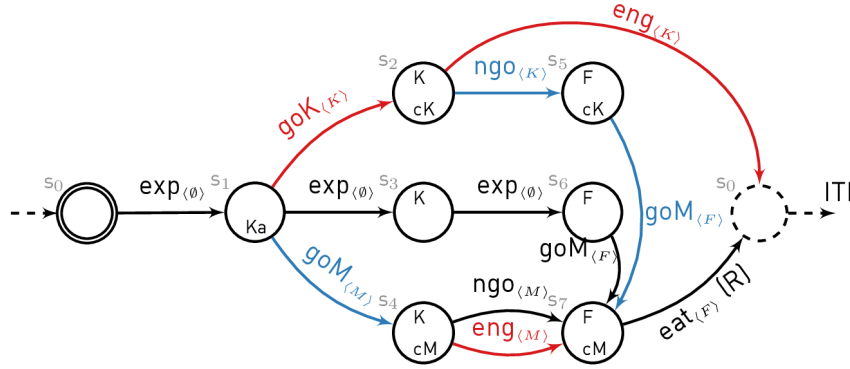 eng⟨K⟩
s₂ K cK ngo⟨K⟩ s₅ F cK
goK⟨K⟩
s₀ exp⟨∅⟩ s₁ Ka exp⟨∅⟩ s₃ K exp⟨∅⟩ s₆ F s₀ ITI
goM⟨F⟩
goM⟨F⟩
goM⟨M⟩
s₄ K cM ngo⟨M⟩ s₇ F cM
eng⟨M⟩
eat⟨F⟩ (R)